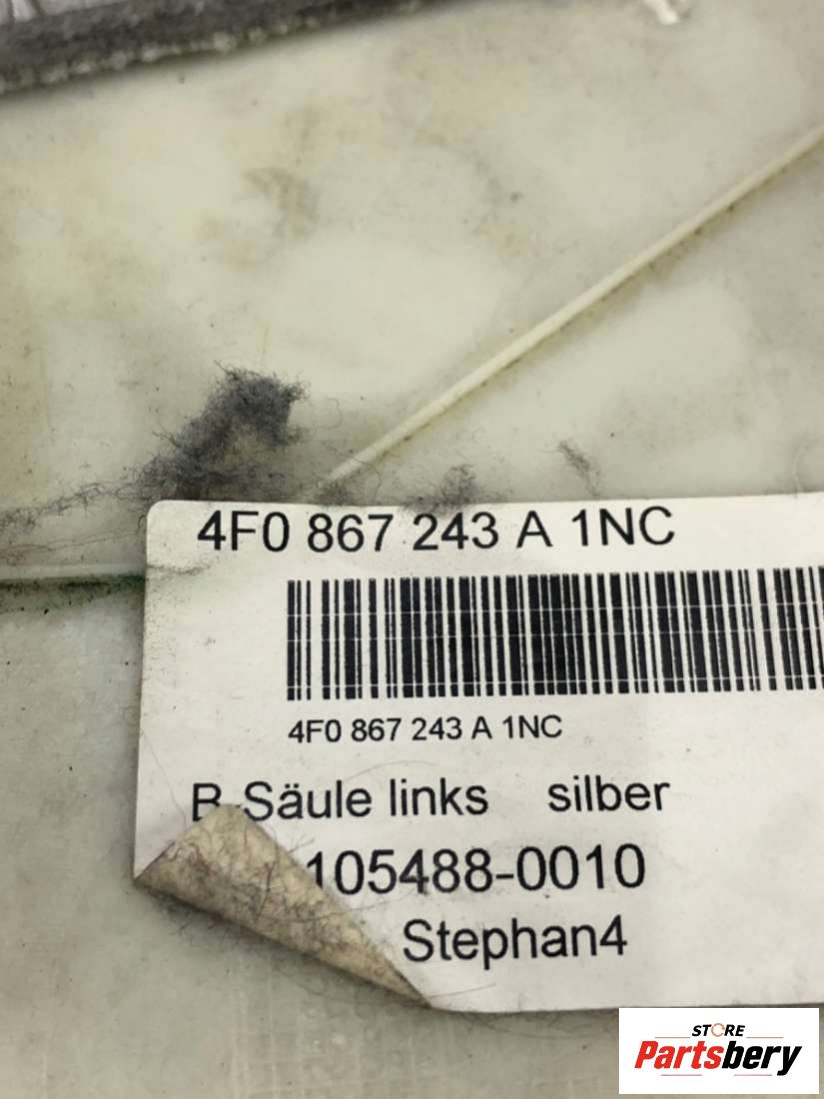 4F0 867 243 A 1NC
4F0 867 243 A 1NC
B-Säule links silber
105488-0010
Stephan4
STORE
Partsbery